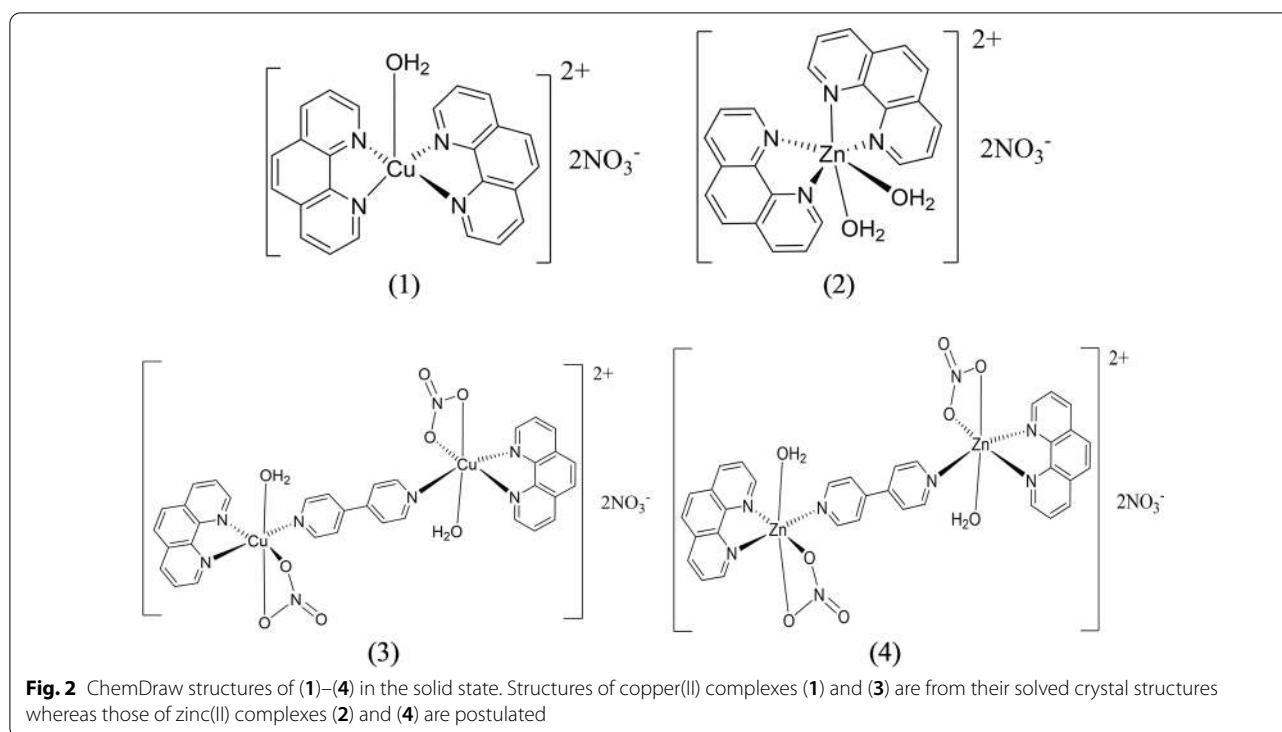 OH₂
2+
N
N
Cu
N
N
2NO₃⁻
(1)
2+
N
N
N
Zn
N
OH₂
OH₂
2NO₃⁻
(2)
2+
O
N
O
O
N
Cu
N
N
H₂O
OH₂
N
N
Cu
N
O
N
O
O
2NO₃⁻
(3)
2+
O
N
O
O
N
Zn
N
N
H₂O
OH₂
N
N
Zn
N
O
N
O
O
2NO₃⁻
(4)
Fig. 2 ChemDraw structures of (1)–(4) in the solid state. Structures of copper(II) complexes (1) and (3) are from their solved crystal structures
whereas those of zinc(II) complexes (2) and (4) are postulated